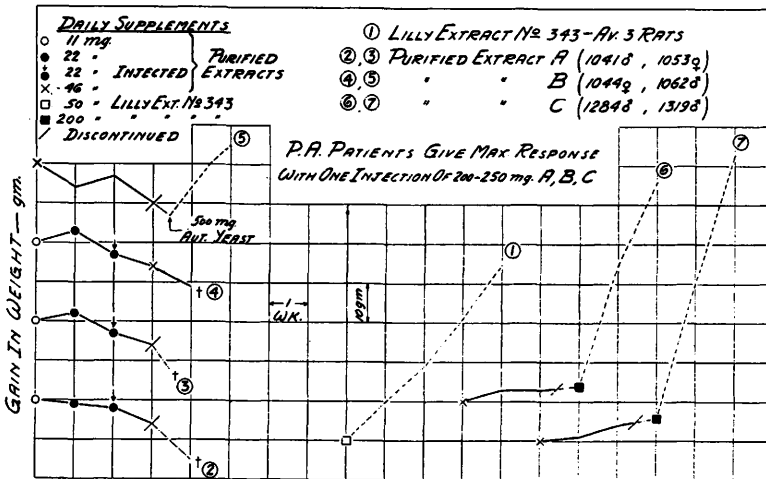 DAILY SUPPLEMENTS
11 mg.
22 "
22 " INJECTED
46 "
PURIFIED
EXTRACTS
50 " LILLY EXT. No 343
200 " " " "
DISCONTINUED
① LILLY EXTRACT No 343 - AV. 3 RATS
②,③ PURIFIED EXTRACT A (1041♂, 1053♀)
④,⑤ " " B (1044♀, 1062♂)
⑥,⑦ " " C (1284♂, 1319♂)
P.A. PATIENTS GIVE MAX RESPONSE
WITH ONE INJECTION OF 200-250 mg. A, B, C
⑤
⑦
⑥
500 mg.
AUT. YEAST
①
† ④
1
WK.
10 gm
† ③
† ②
GAIN IN WEIGHT — gm.